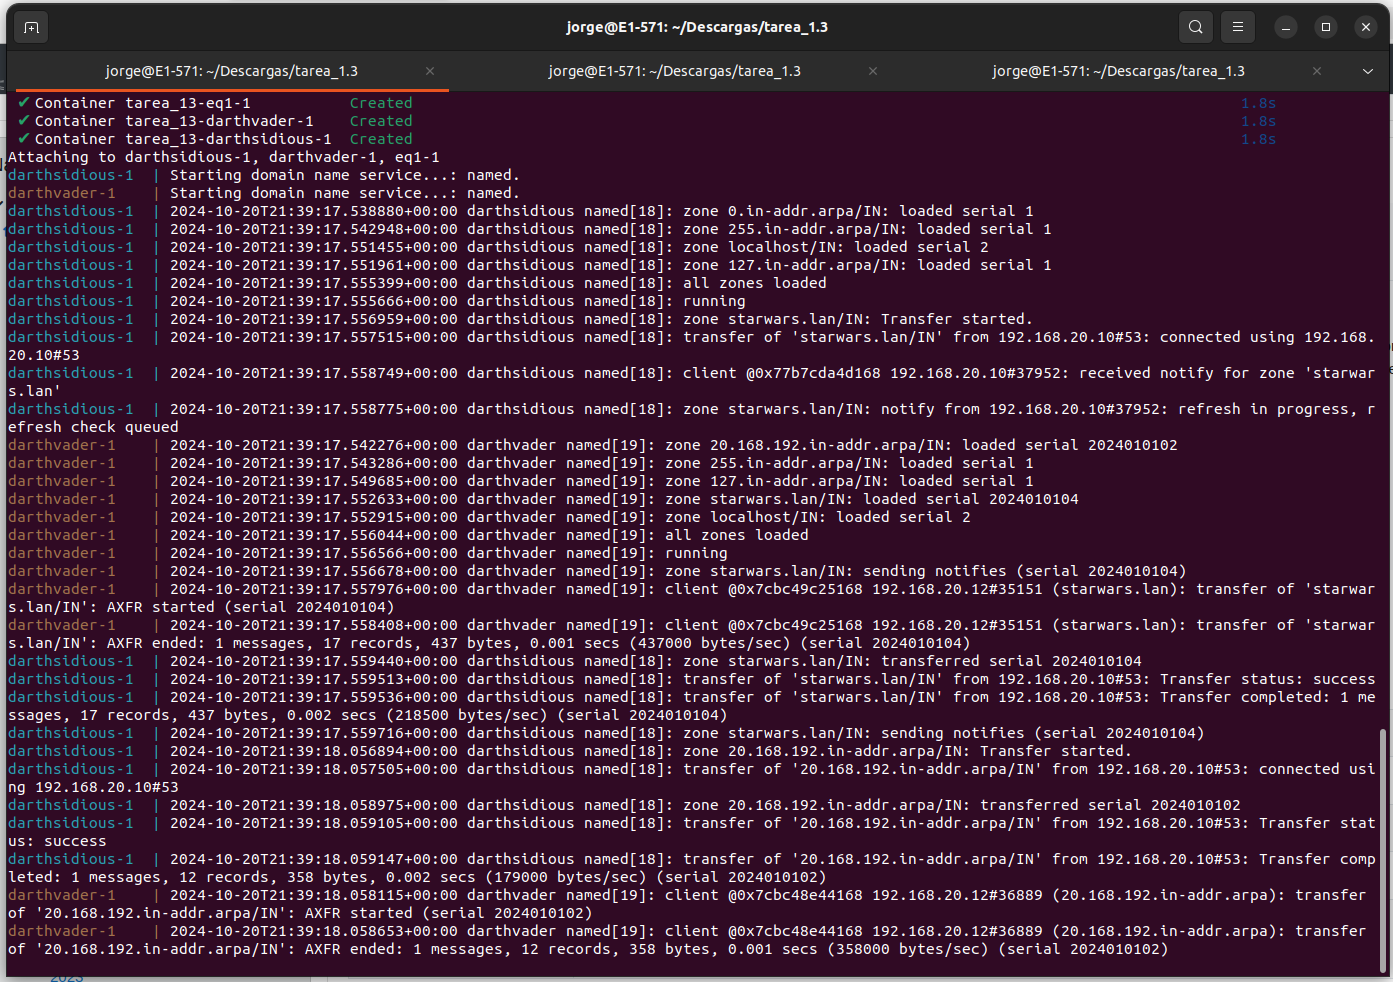 jorge@E1-571: ~/Descargas/tarea_1.3
jorge@E1-571: ~/Descargas/tarea_1.3 × jorge@E1-571: ~/Descargas/tarea_1.3 × jorge@E1-571: ~/Descargas/tarea_1.3 ×
✔ Container tarea_13-eq1-1 Created 1.8s
✔ Container tarea_13-darthvader-1 Created 1.8s
✔ Container tarea_13-darthsidious-1 Created 1.8s
Attaching to darthsidious-1, darthvader-1, eq1-1
darthsidious-1 | Starting domain name service...: named.
darthvader-1 | Starting domain name service...: named.
darthsidious-1 | 2024-10-20T21:39:17.538880+00:00 darthsidious named[18]: zone 0.in-addr.arpa/IN: loaded serial 1
darthsidious-1 | 2024-10-20T21:39:17.542948+00:00 darthsidious named[18]: zone 255.in-addr.arpa/IN: loaded serial 1
darthsidious-1 | 2024-10-20T21:39:17.551455+00:00 darthsidious named[18]: zone localhost/IN: loaded serial 2
darthsidious-1 | 2024-10-20T21:39:17.551961+00:00 darthsidious named[18]: zone 127.in-addr.arpa/IN: loaded serial 1
darthsidious-1 | 2024-10-20T21:39:17.555399+00:00 darthsidious named[18]: all zones loaded
darthsidious-1 | 2024-10-20T21:39:17.555666+00:00 darthsidious named[18]: running
darthsidious-1 | 2024-10-20T21:39:17.556959+00:00 darthsidious named[18]: zone starwars.lan/IN: Transfer started.
darthsidious-1 | 2024-10-20T21:39:17.557515+00:00 darthsidious named[18]: transfer of 'starwars.lan/IN' from 192.168.20.10#53: connected using 192.168.
20.10#53
darthsidious-1 | 2024-10-20T21:39:17.558749+00:00 darthsidious named[18]: client @0x77b7cda4d168 192.168.20.10#37952: received notify for zone 'starwar
s.lan'
darthsidious-1 | 2024-10-20T21:39:17.558775+00:00 darthsidious named[18]: zone starwars.lan/IN: notify from 192.168.20.10#37952: refresh in progress, r
efresh check queued
darthvader-1 | 2024-10-20T21:39:17.542276+00:00 darthvader named[19]: zone 20.168.192.in-addr.arpa/IN: loaded serial 2024010102
darthvader-1 | 2024-10-20T21:39:17.543286+00:00 darthvader named[19]: zone 255.in-addr.arpa/IN: loaded serial 1
darthvader-1 | 2024-10-20T21:39:17.549685+00:00 darthvader named[19]: zone 127.in-addr.arpa/IN: loaded serial 1
darthvader-1 | 2024-10-20T21:39:17.552633+00:00 darthvader named[19]: zone starwars.lan/IN: loaded serial 2024010104
darthvader-1 | 2024-10-20T21:39:17.552915+00:00 darthvader named[19]: zone localhost/IN: loaded serial 2
darthvader-1 | 2024-10-20T21:39:17.556044+00:00 darthvader named[19]: all zones loaded
darthvader-1 | 2024-10-20T21:39:17.556566+00:00 darthvader named[19]: running
darthvader-1 | 2024-10-20T21:39:17.556678+00:00 darthvader named[19]: zone starwars.lan/IN: sending notifies (serial 2024010104)
darthvader-1 | 2024-10-20T21:39:17.557976+00:00 darthvader named[19]: client @0x7cbc49c25168 192.168.20.12#35151 (starwars.lan): transfer of 'starwar
s.lan/IN': AXFR started (serial 2024010104)
darthvader-1 | 2024-10-20T21:39:17.558408+00:00 darthvader named[19]: client @0x7cbc49c25168 192.168.20.12#35151 (starwars.lan): transfer of 'starwar
s.lan/IN': AXFR ended: 1 messages, 17 records, 437 bytes, 0.001 secs (437000 bytes/sec) (serial 2024010104)
darthsidious-1 | 2024-10-20T21:39:17.559440+00:00 darthsidious named[18]: zone starwars.lan/IN: transferred serial 2024010104
darthsidious-1 | 2024-10-20T21:39:17.559513+00:00 darthsidious named[18]: transfer of 'starwars.lan/IN' from 192.168.20.10#53: Transfer status: success
darthsidious-1 | 2024-10-20T21:39:17.559536+00:00 darthsidious named[18]: transfer of 'starwars.lan/IN' from 192.168.20.10#53: Transfer completed: 1 me
ssages, 17 records, 437 bytes, 0.002 secs (218500 bytes/sec) (serial 2024010104)
darthsidious-1 | 2024-10-20T21:39:17.559716+00:00 darthsidious named[18]: zone starwars.lan/IN: sending notifies (serial 2024010104)
darthsidious-1 | 2024-10-20T21:39:18.056894+00:00 darthsidious named[18]: zone 20.168.192.in-addr.arpa/IN: Transfer started.
darthsidious-1 | 2024-10-20T21:39:18.057505+00:00 darthsidious named[18]: transfer of '20.168.192.in-addr.arpa/IN' from 192.168.20.10#53: connected usi
ng 192.168.20.10#53
darthsidious-1 | 2024-10-20T21:39:18.058975+00:00 darthsidious named[18]: zone 20.168.192.in-addr.arpa/IN: transferred serial 2024010102
darthsidious-1 | 2024-10-20T21:39:18.059105+00:00 darthsidious named[18]: transfer of '20.168.192.in-addr.arpa/IN' from 192.168.20.10#53: Transfer stat
us: success
darthsidious-1 | 2024-10-20T21:39:18.059147+00:00 darthsidious named[18]: transfer of '20.168.192.in-addr.arpa/IN' from 192.168.20.10#53: Transfer comp
leted: 1 messages, 12 records, 358 bytes, 0.002 secs (179000 bytes/sec) (serial 2024010102)
darthvader-1 | 2024-10-20T21:39:18.058115+00:00 darthvader named[19]: client @0x7cbc48e44168 192.168.20.12#36889 (20.168.192.in-addr.arpa): transfer
of '20.168.192.in-addr.arpa/IN': AXFR started (serial 2024010102)
darthvader-1 | 2024-10-20T21:39:18.058653+00:00 darthvader named[19]: client @0x7cbc48e44168 192.168.20.12#36889 (20.168.192.in-addr.arpa): transfer
of '20.168.192.in-addr.arpa/IN': AXFR ended: 1 messages, 12 records, 358 bytes, 0.001 secs (358000 bytes/sec) (serial 2024010102)